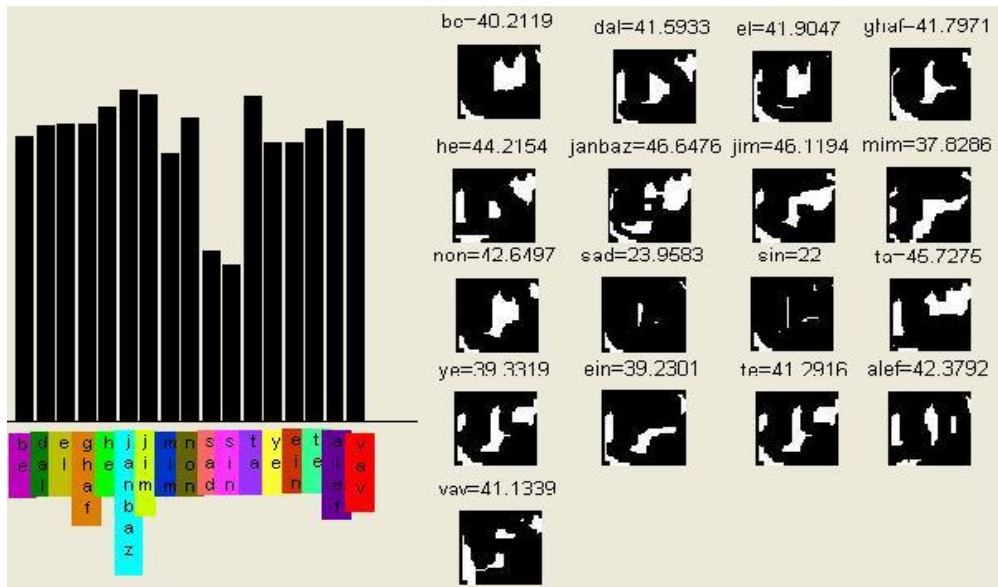 be=40.2119 dal=41.5933 el=41.9047 ghaf=41.7971
he=44.2154 janbaz=46.6476 jim=46.1194 mim=37.8286
non=42.6497 sad=23.9583 sin=22 ta=45.7275
ye=39.3319 ein=39.2301 te=41.2916 alef=42.3792
vav=41.1339
be
dal
el
ghaf
he
janbaz
jim
mim
non
sad
sin
ta
ye
ein
te
alef
vav